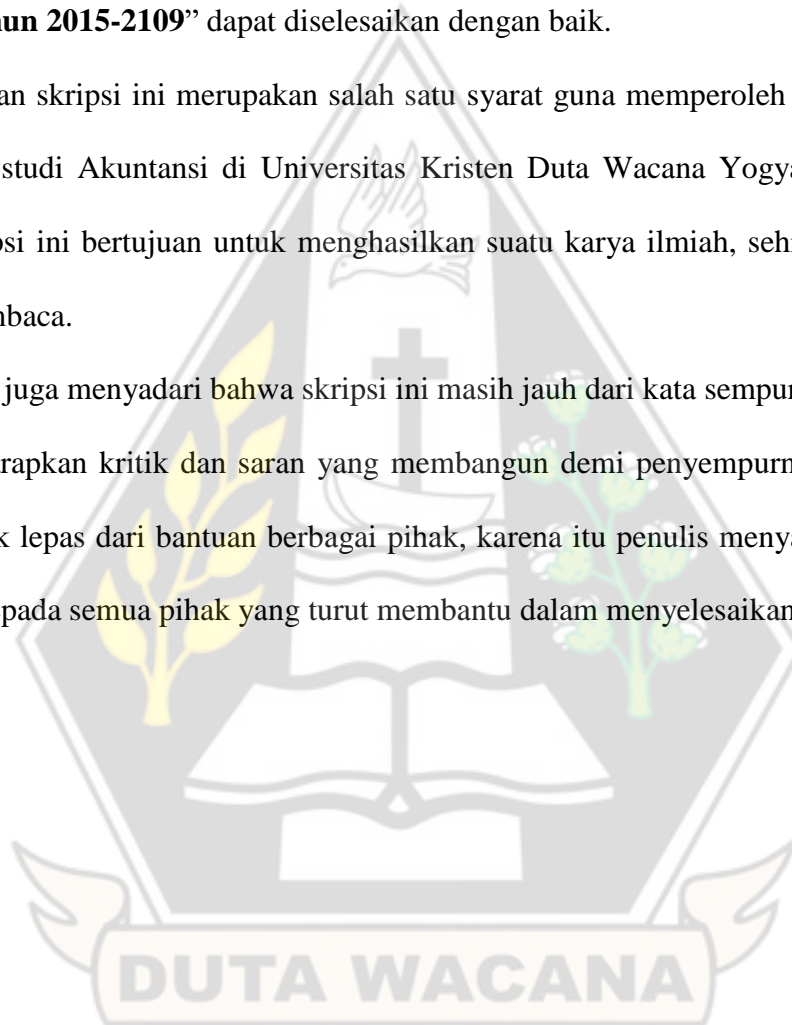 un 2015-2109” dapat diselesaikan dengan baik.
an skripsi ini merupakan salah satu syarat guna memperoleh
studi Akuntansi di Universitas Kristen Duta Wacana Yogya
si ini bertujuan untuk menghasilkan suatu karya ilmiah, seh
baca.
juga menyadari bahwa skripsi ini masih jauh dari kata sempur
rapkan kritik dan saran yang membangun demi penyempurn
k lepas dari bantuan berbagai pihak, karena itu penulis meny
pada semua pihak yang turut membantu dalam menyelesaikan
DUTA WACANA